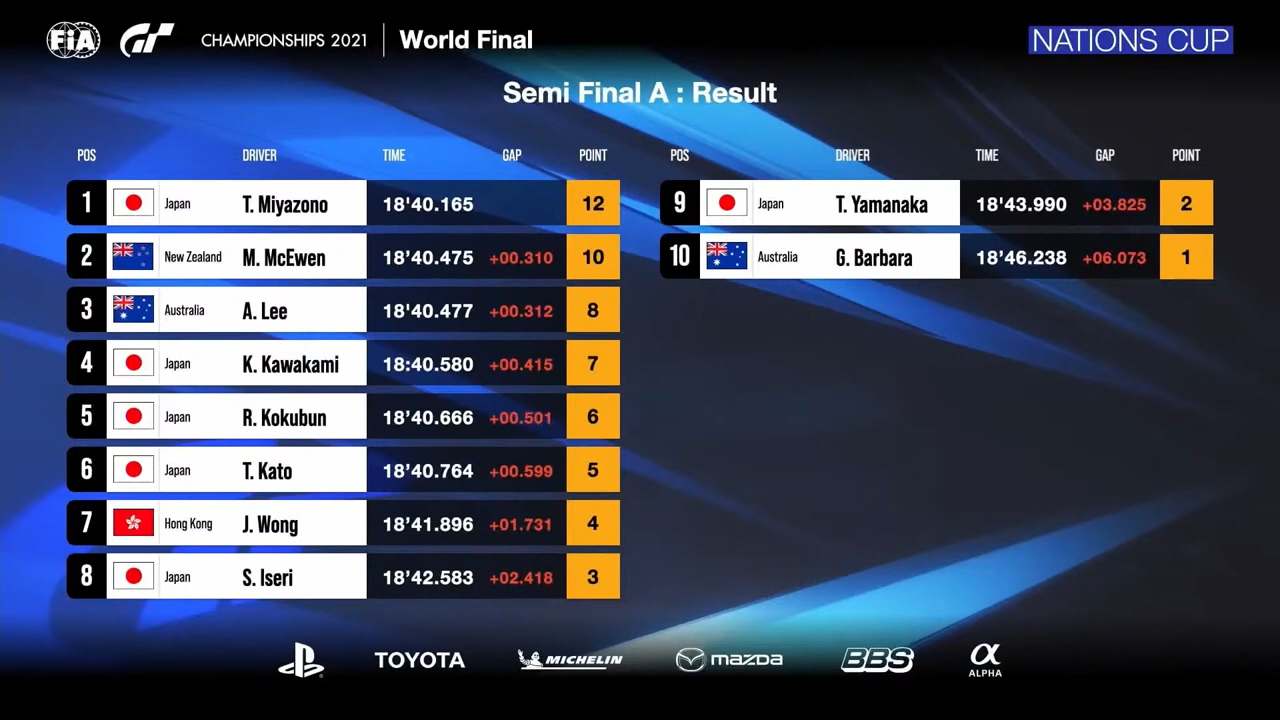 FiA GT CHAMPIONSHIPS 2021 World Final NATIONS CUP
Semi Final A : Result
POS DRIVER TIME GAP POINT
1 Japan T. Miyazono 18'40.165 12
2 New Zealand M. McEwen 18'40.475 +00.310 10
3 Australia A. Lee 18'40.477 +00.312 8
4 Japan K. Kawakami 18:40.580 +00.415 7
5 Japan R. Kokubun 18’40.666 +00.501 6
6 Japan T. Kato 18’40.764 +00.599 5
7 Hong Kong J. Wong 18’41.896 +01.731 4
8 Japan S. Iseri 18’42.583 +02.418 3
POS DRIVER TIME GAP POINT
9 Japan T. Yamanaka 18'43.990 +03.825 2
10 Australia G. Barbara 18’46.238 +06.073 1
TOYOTA MICHELIN mazda BBS α
ALPHA